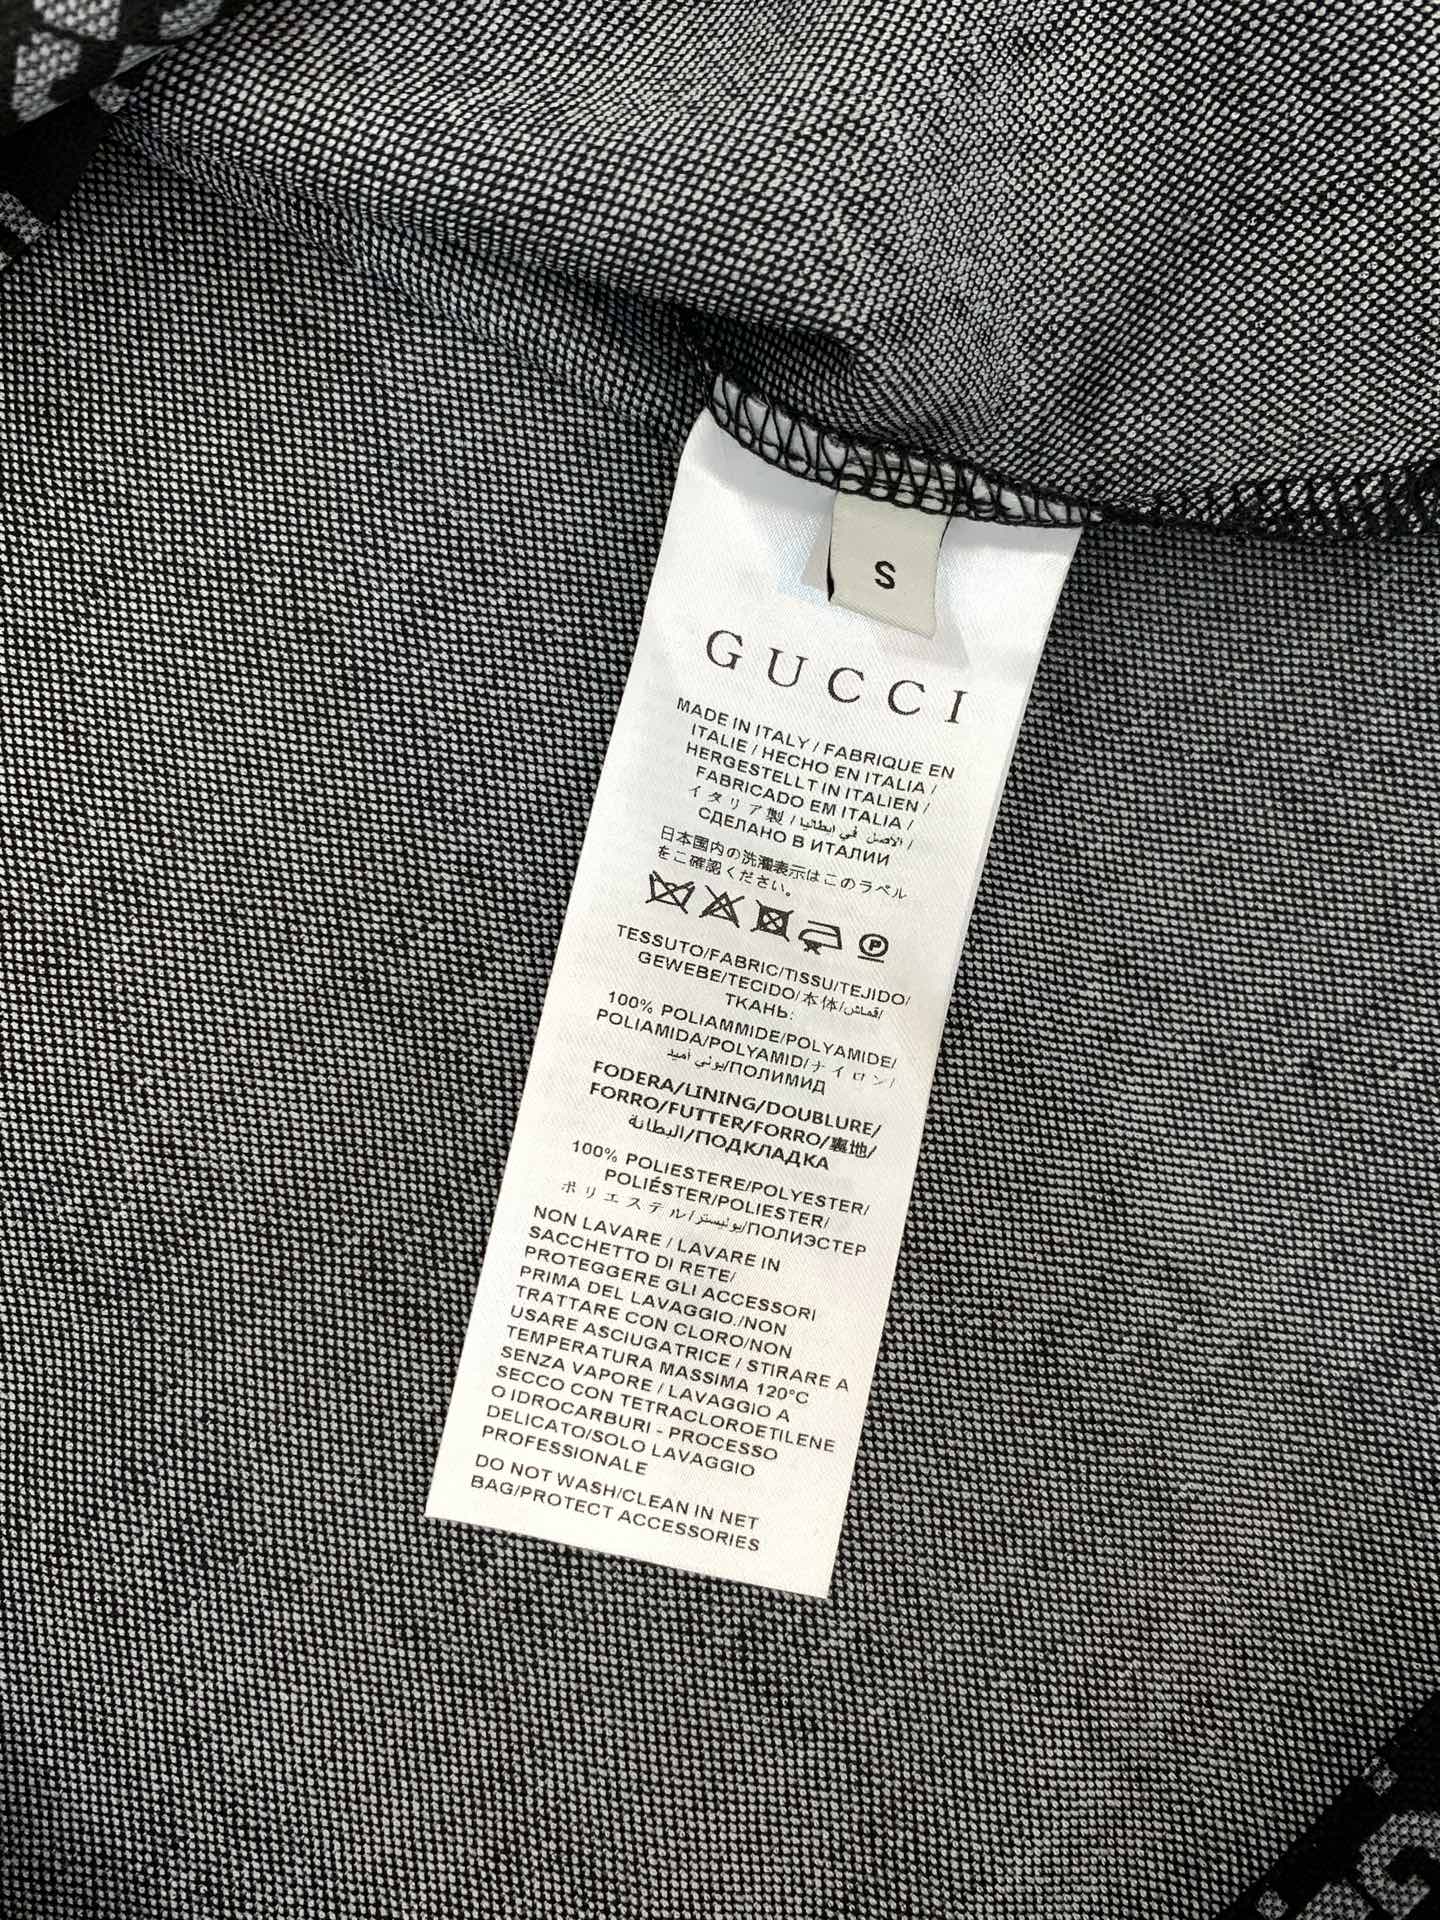 S
GUCCI
MADE IN ITALY / FABRIQUE EN
ITALIE / HECHO EN ITALIA /
HERGESTELLT IN ITALIEN /
FABRICADO EM ITALIA /
イタリア製 / الأصل في إيطاليا /
СДЕЛАНО В ИТАЛИИ
日本国内の洗濯表示はこのラベル
をご確認ください。
P
TESSUTO/FABRIC/TISSU/TEJIDO/
GEWEBE/TECIDO/本体/قماش/
ТКАНЬ:
100% POLIAMMIDE/POLYAMIDE/
POLIAMIDA/POLYAMID/ナイロン/
بوني أميد/ПОЛИМИД
FODERA/LINING/DOUBLURE/
FORRO/FUTTER/FORRO/裏地/
البطانة/ПОДКЛАДКА
100% POLIESTERE/POLYESTER/
POLIÉSTER/POLIESTER/
ポリエステル/بوليستر/ПОЛИЭСТЕР
NON LAVARE / LAVARE IN
SACCHETTO DI RETE/
PROTEGGERE GLI ACCESSORI
PRIMA DEL LAVAGGIO./NON
TRATTARE CON CLORO/NON
USARE ASCIUGATRICE / STIRARE A
TEMPERATURA MASSIMA 120°C
SENZA VAPORE / LAVAGGIO A
SECCO CON TETRACLOROETILENE
O IDROCARBURI - PROCESSO
DELICATO/SOLO LAVAGGIO
PROFESSIONALE
DO NOT WASH/CLEAN IN NET
BAG/PROTECT ACCESSORIES